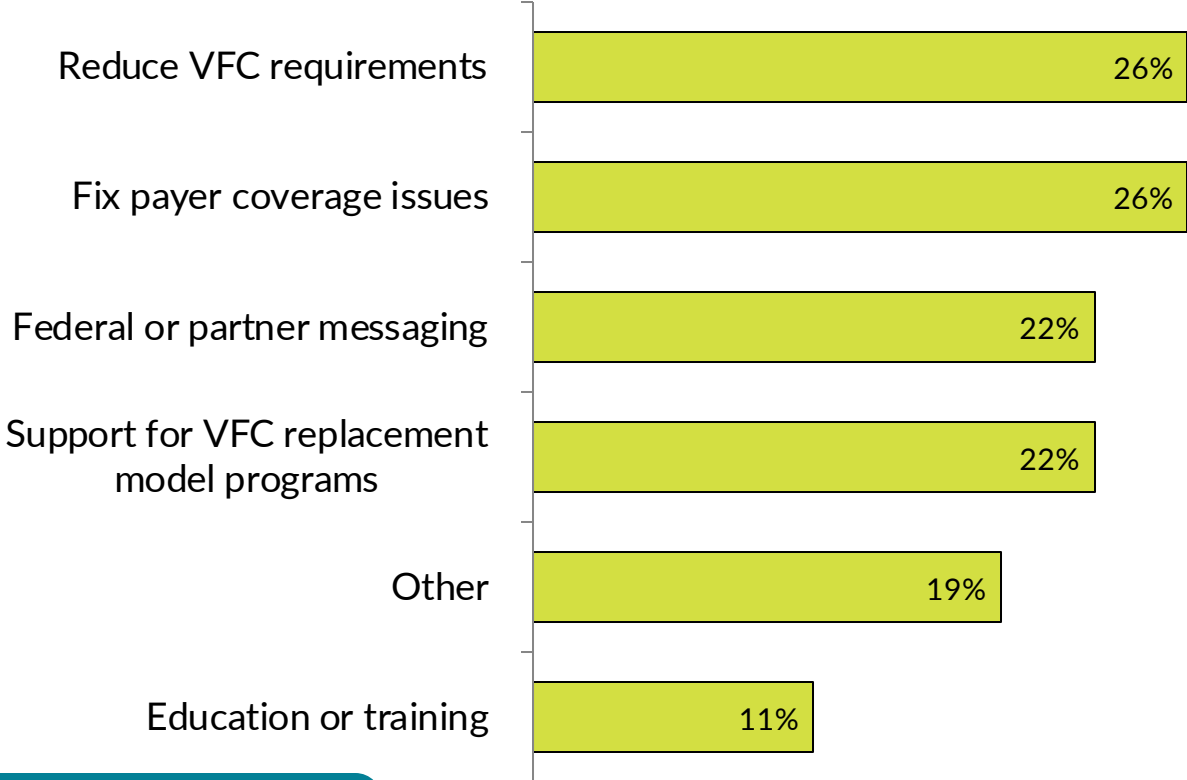 Reduce VFC requirements 26%
Fix payer coverage issues 26%
Federal or partner messaging 22%
Support for VFC replacement
model programs 22%
Other 19%
Education or training 11%